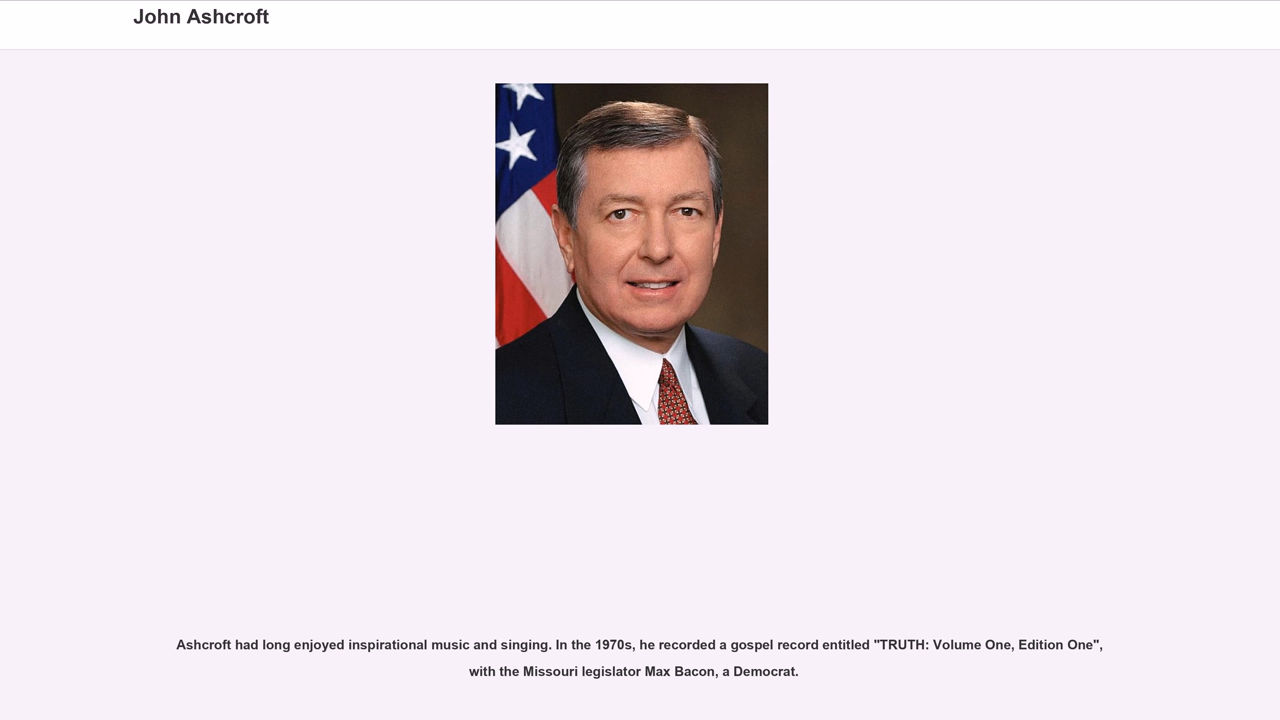 John Ashcroft
Ashcroft had long enjoyed inspirational music and singing. In the 1970s, he recorded a gospel record entitled "TRUTH: Volume One, Edition One",
with the Missouri legislator Max Bacon, a Democrat.